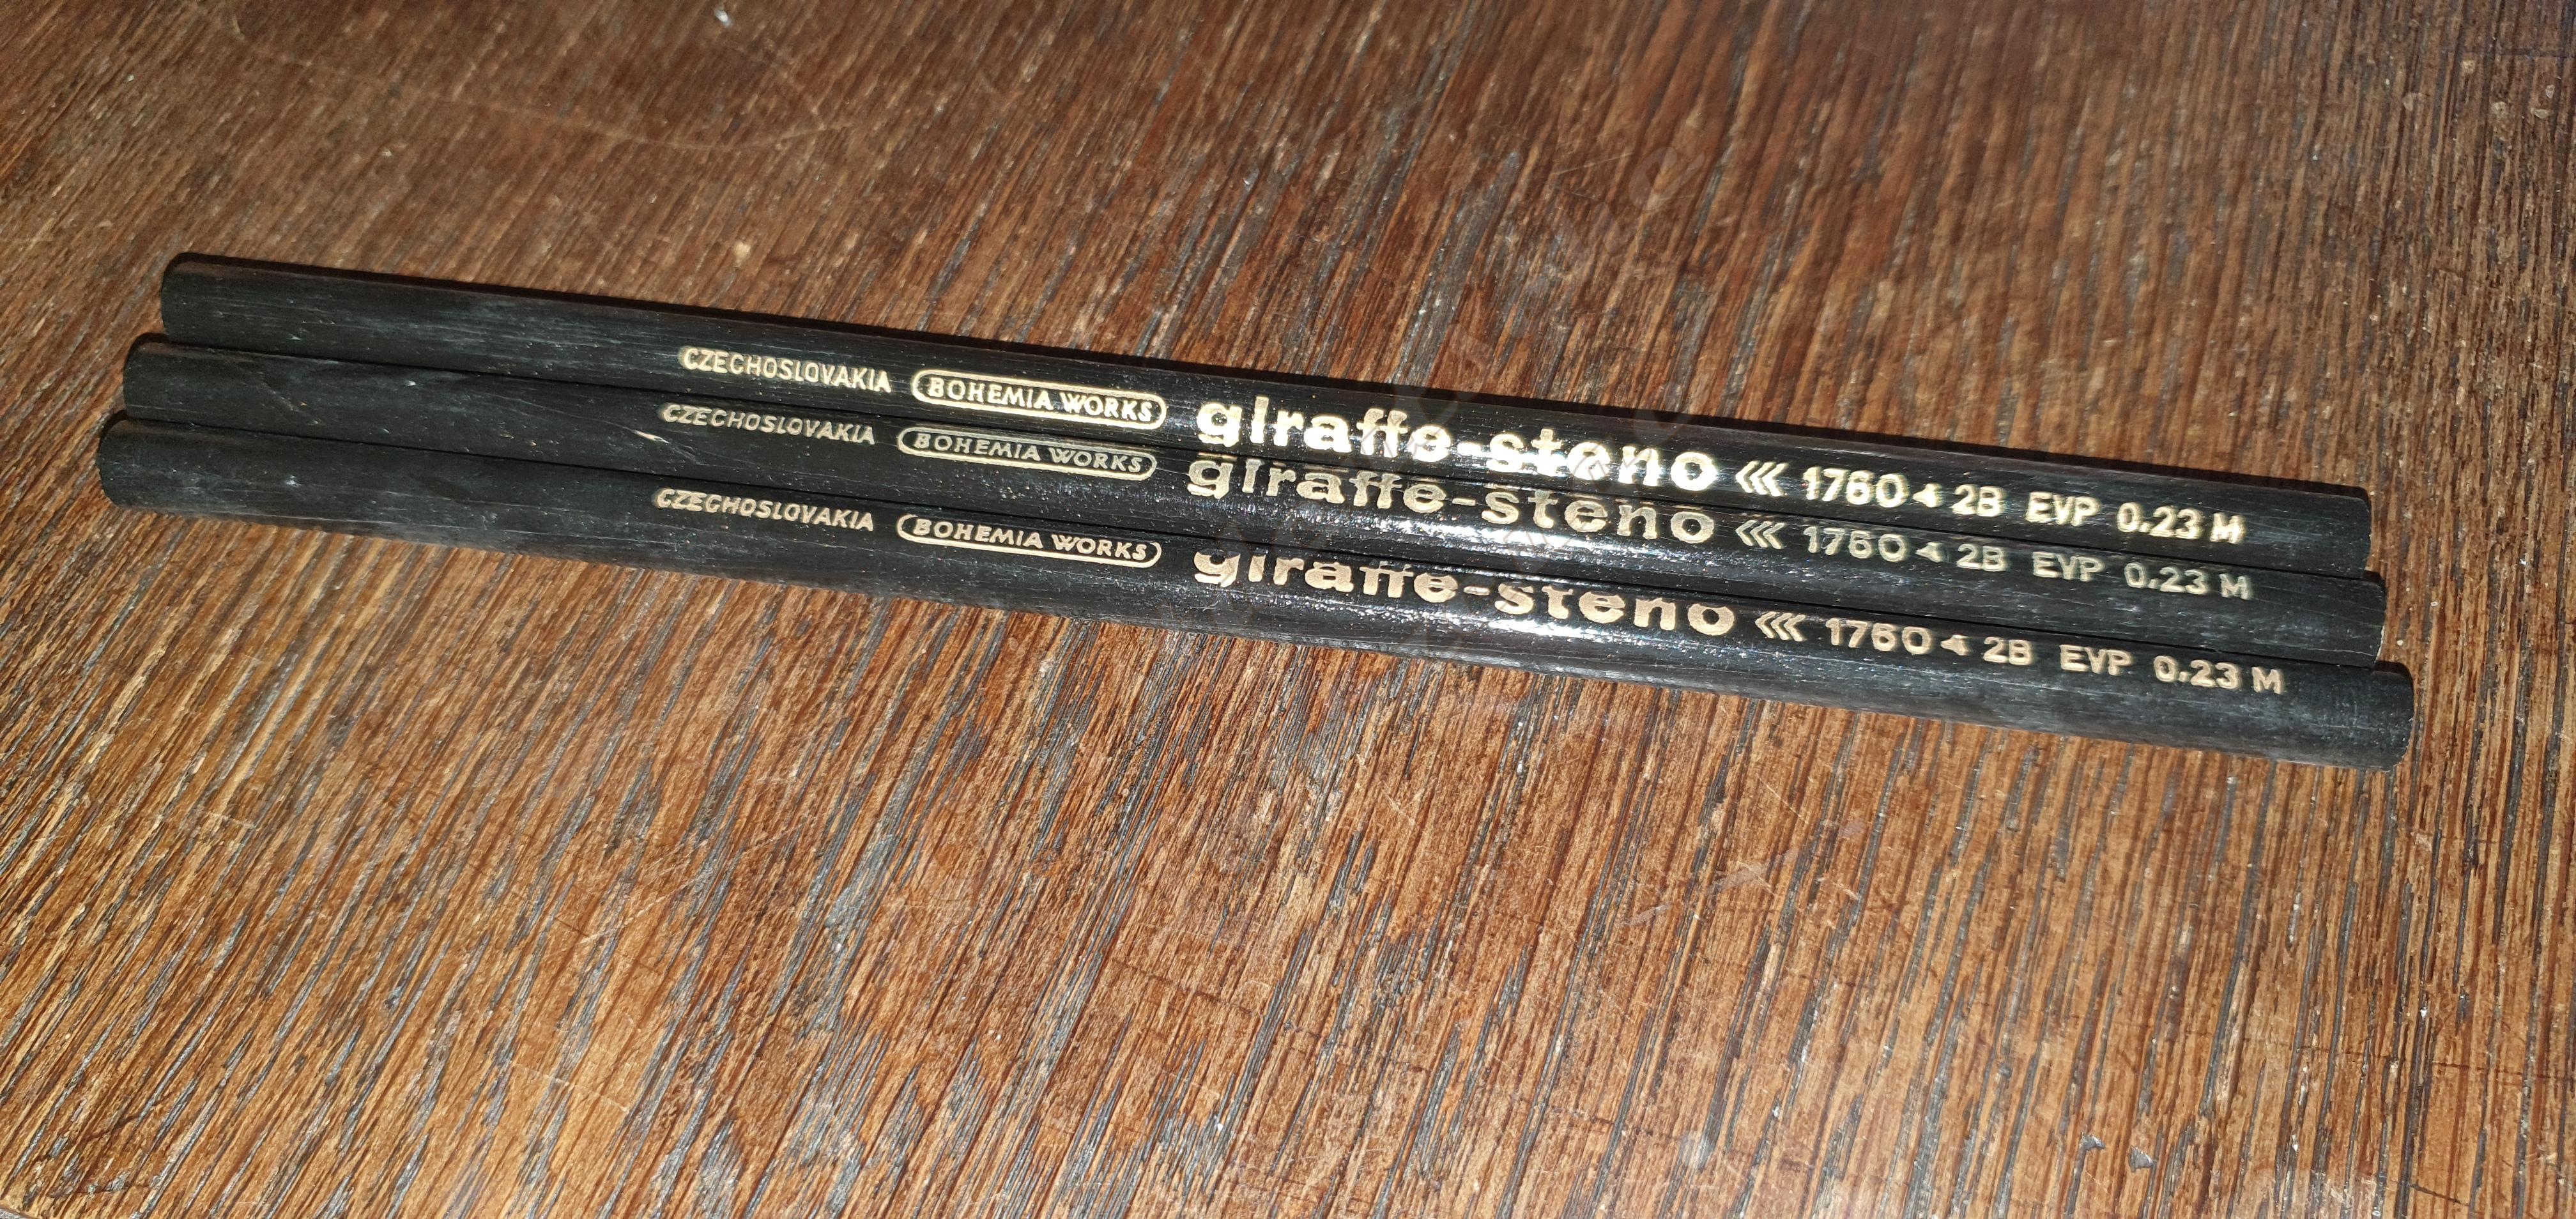 CZECHOSLOVAKIA BOHEMIA WORKS giraffe-steno 1760 2B EVP 0.23 M
CZECHOSLOVAKIA BOHEMIA WORKS giraffe-steno 1760 2B EVP 0.23 M
CZECHOSLOVAKIA BOHEMIA WORKS giraffe-steno 1760 2B EVP 0.23 M